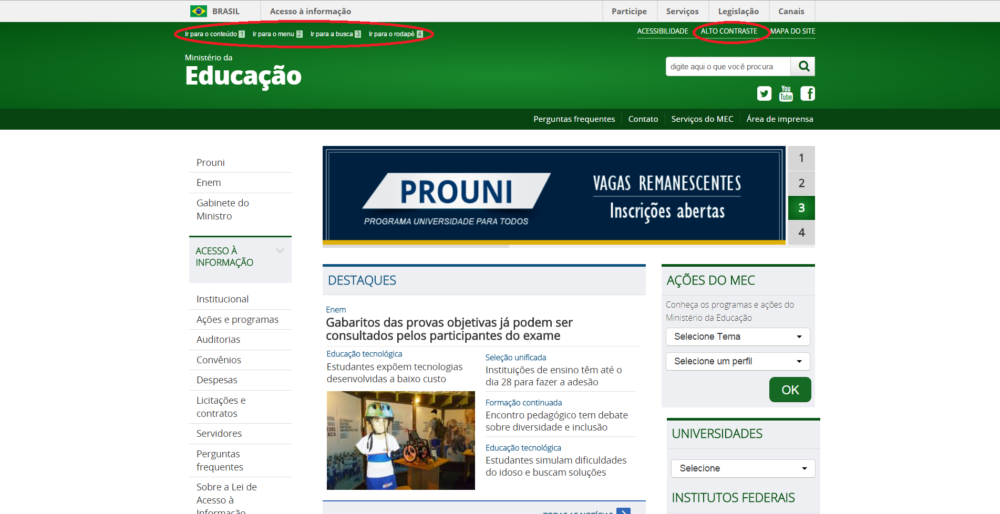 BRASIL
Acesso à informação
Participe
Serviços
Legislação
Canais
Ir para o conteúdo 1
Ir para o menu 2
Ir para a busca 3
Ir para o rodapé 4
ACESSIBILIDADE
ALTO CONTRASTE
MAPA DO SITE
Ministério da
Educação
digite aqui o que você procura
You
Tube
Perguntas frequentes
Contato
Serviços do MEC
Área de imprensa
Prouni
Enem
Gabinete do
Ministro
ACESSO À
INFORMAÇÃO
Institucional
Ações e programas
Auditorias
Convênios
Despesas
Licitações e
contratos
Servidores
Perguntas
frequentes
Sobre a Lei de
Acesso à
Informação
PROUNI
PROGRAMA UNIVERSIDADE PARA TODOS
VAGAS REMANESCENTES
Inscrições abertas
1
2
3
4
DESTAQUES
Enem
Gabaritos das provas objetivas já podem ser
consultados pelos participantes do exame
Educação tecnológica
Estudantes expõem tecnologias
desenvolvidas a baixo custo
Seleção unificada
Instituições de ensino têm até o
dia 28 para fazer a adesão
Formação continuada
Encontro pedagógico tem debate
sobre diversidade e inclusão
Educação tecnológica
Estudantes simulam dificuldades
do idoso e buscam soluções
TODAS AS NOTÍCIAS
AÇÕES DO MEC
Conheça os programas e ações do
Ministério da Educação
Selecione Tema
Selecione um perfil
OK
UNIVERSIDADES
Selecione
INSTITUTOS FEDERAIS